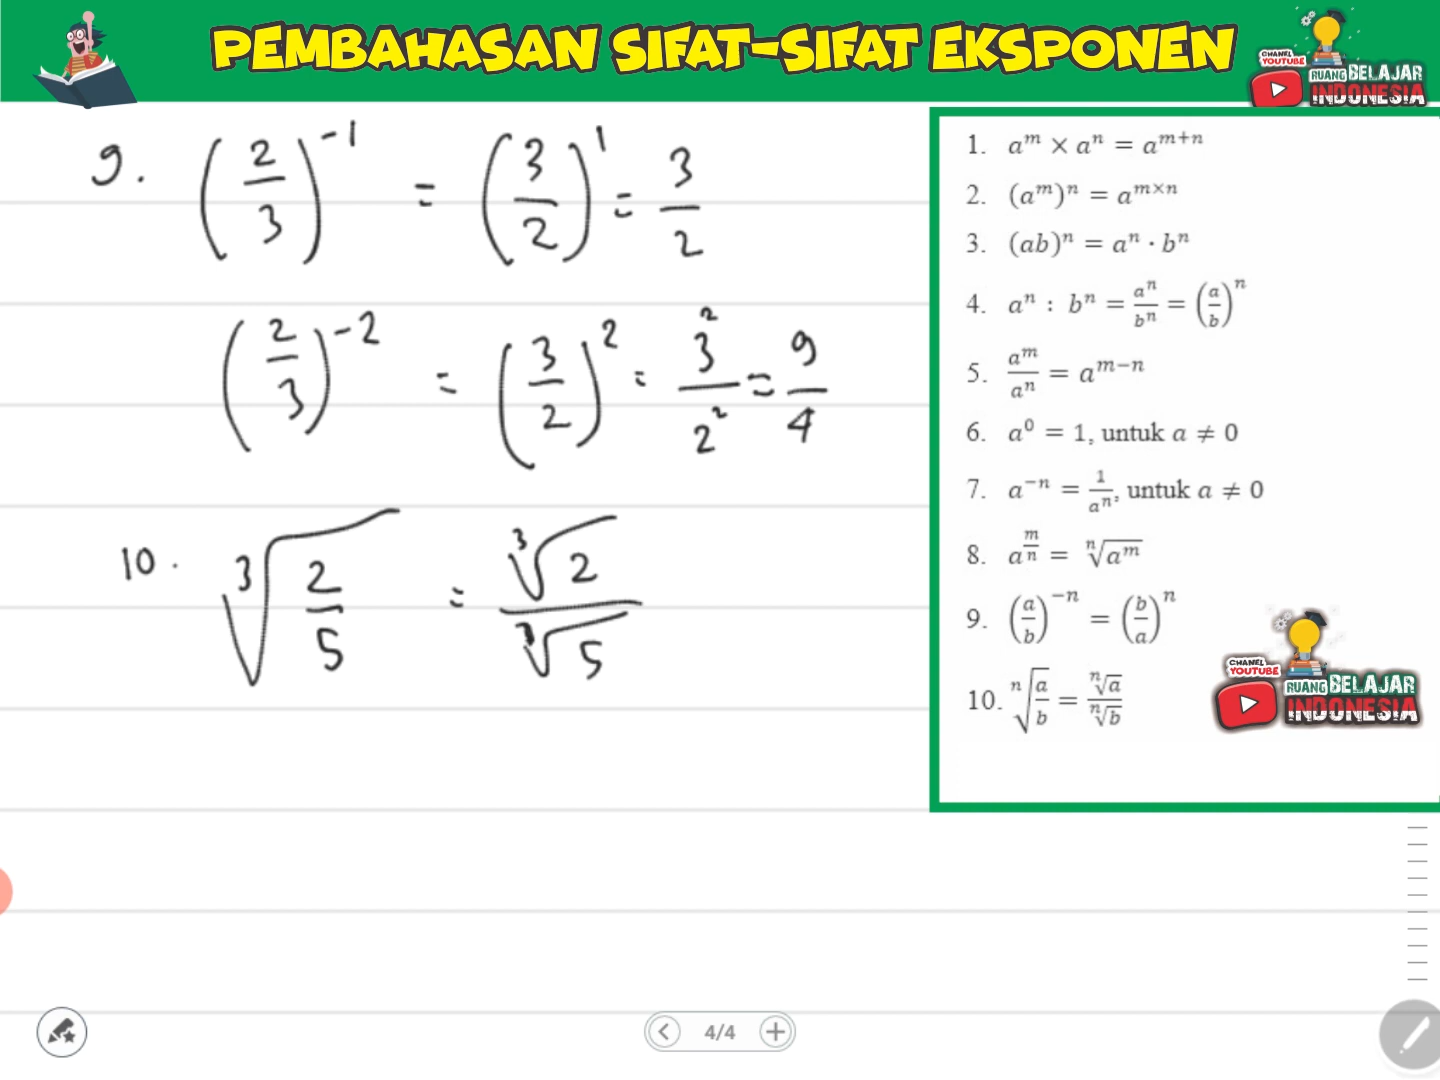 PEMBAHASAN SIFAT-SIFAT EKSPONEN
CHANEL YOUTUBE
RUANG BELAJAR INDONESIA
9. (2/3)^-1 = (3/2)^1 = 3/2
(2/3)^-2 = (3/2)^2 = 3^2/2^2 = 9/4
10. ³√(2/5) = ³√2/³√5
1. a^m × a^n = a^(m+n)
2. (a^m)^n = a^(m×n)
3. (ab)^n = a^n · b^n
4. a^n : b^n = a^n/b^n = (a/b)^n
5. a^m/a^n = a^(m−n)
6. a^0 = 1, untuk a ≠ 0
7. a^−n = 1/a^n, untuk a ≠ 0
8. a^(m/n) = ⁿ√(a^m)
9. (a/b)^−n = (b/a)^n
10. ⁿ√(a/b) = ⁿ√a/ⁿ√b
CHANEL YOUTUBE
RUANG BELAJAR INDONESIA
4/4